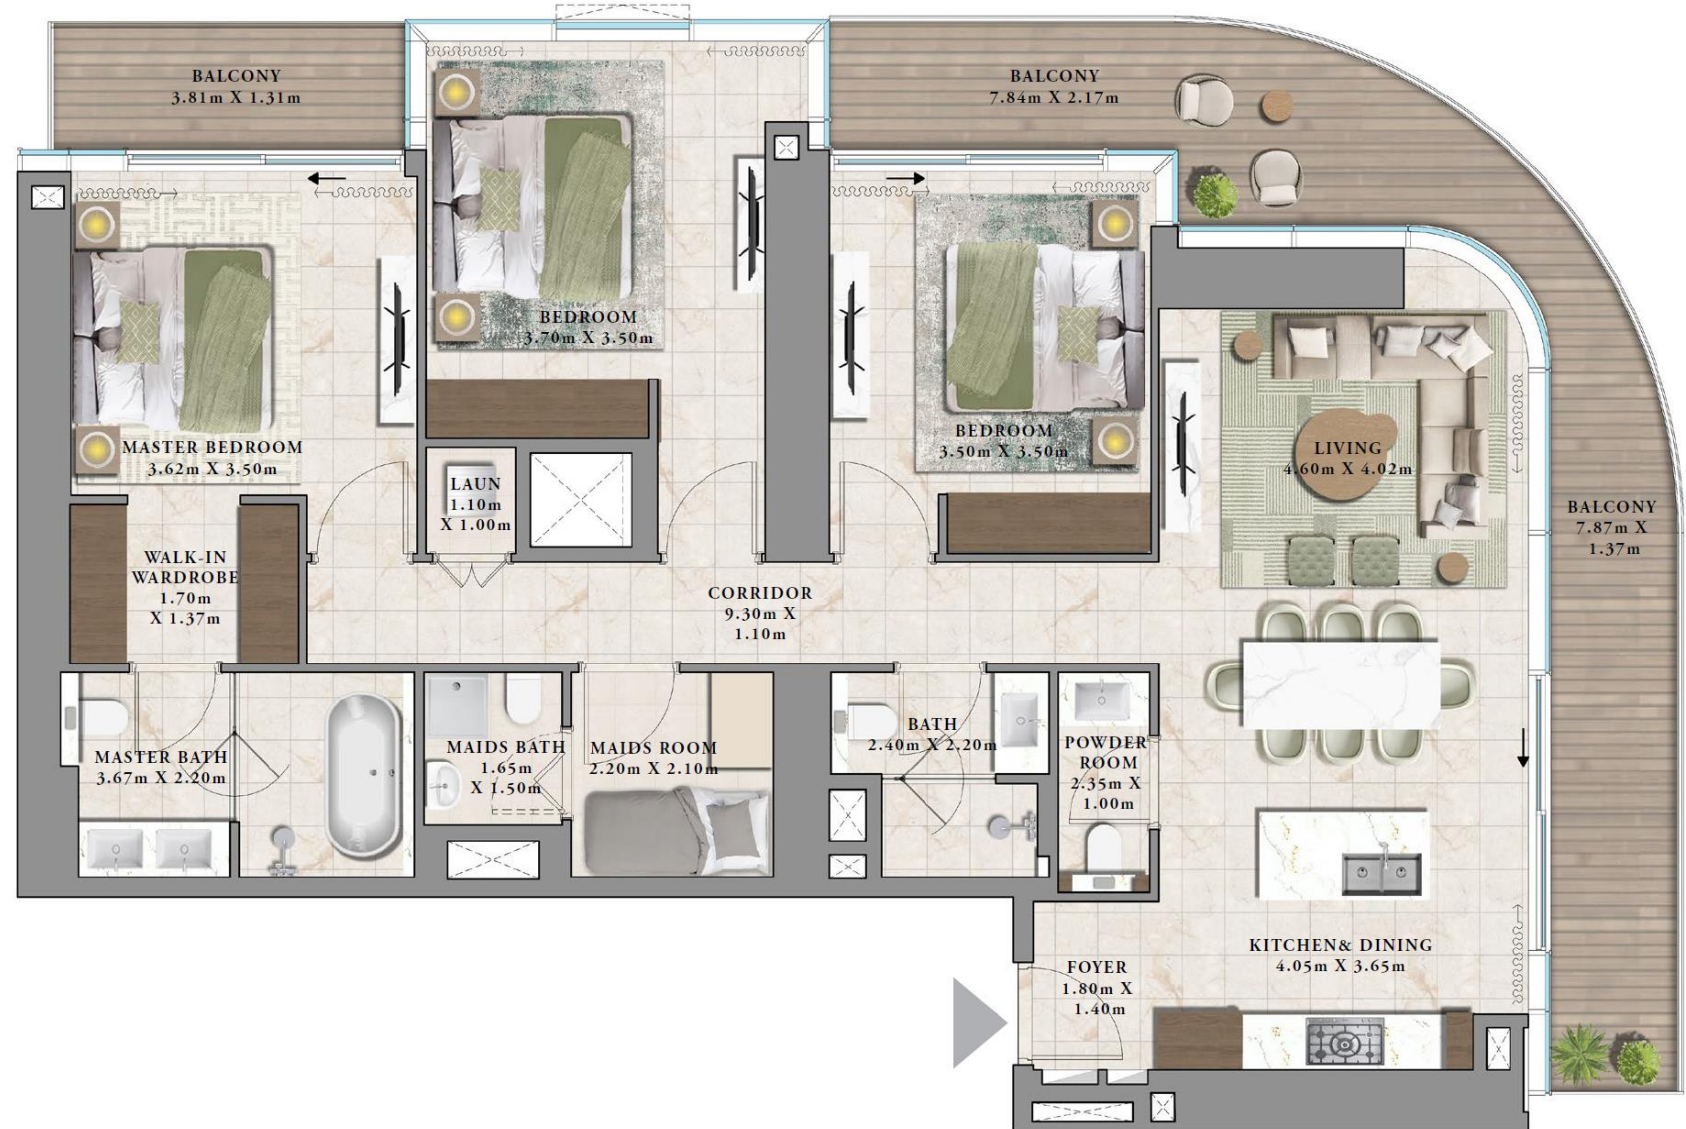 BALCONY
3.81m X 1.31m
BALCONY
7.84m X 2.17m
BEDROOM
3.70m X 3.50m
MASTER BEDROOM
3.62m X 3.50m
BEDROOM
3.50m X 3.50m
LIVING
4.60m X 4.02m
LAUN
1.10m
X 1.00m
BALCONY
7.87m X
1.37m
WALK-IN
WARDROBE
1.70m
X 1.37m
CORRIDOR
9.30m X
1.10m
MASTER BATH
3.67m X 2.20m
MAIDS BATH
1.65m
X 1.50m
MAIDS ROOM
2.20m X 2.10m
BATH
2.40m X 2.20m
POWDER
ROOM
2.35m X
1.00m
KITCHEN& DINING
4.05m X 3.65m
FOYER
1.80m X
1.40m